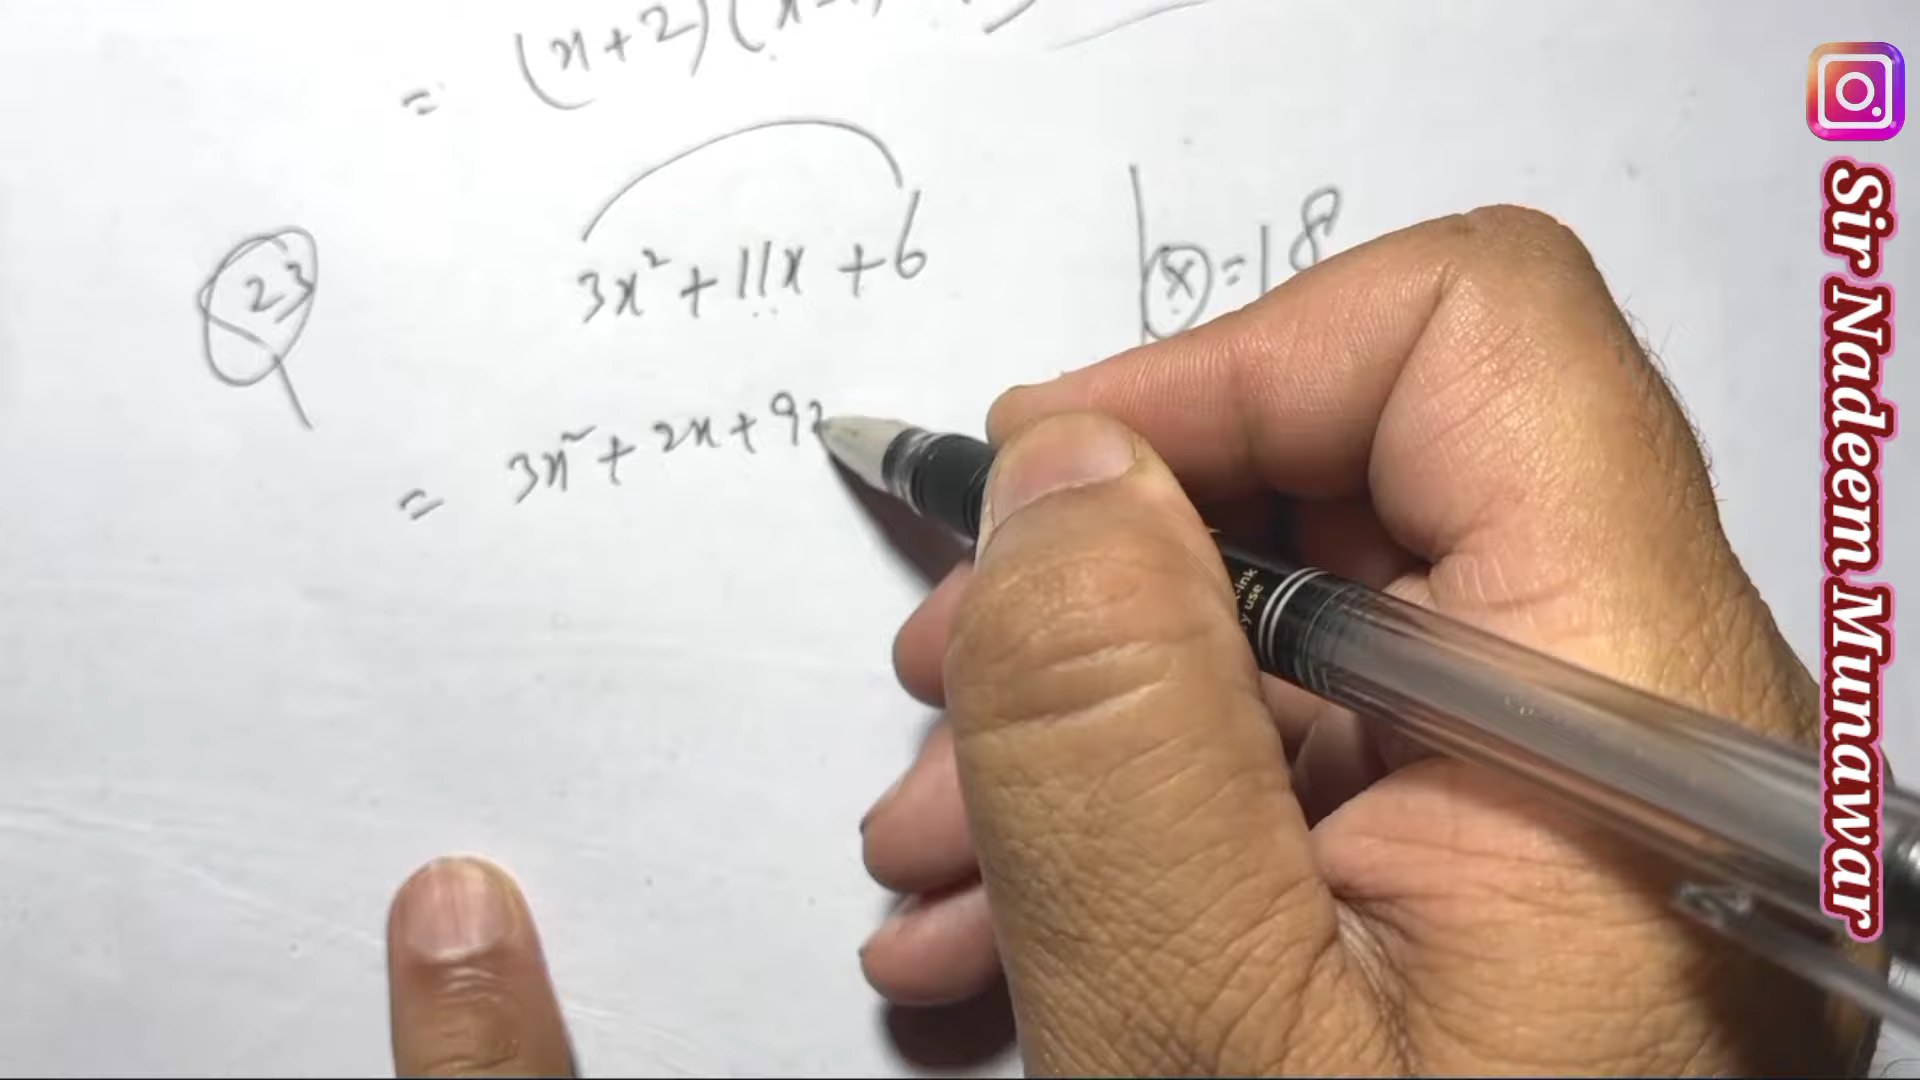 = (x+2)(x-
23
3x²+11x+6
x=18
= 3x²+2x+9x
Sir Nadeem Munawar